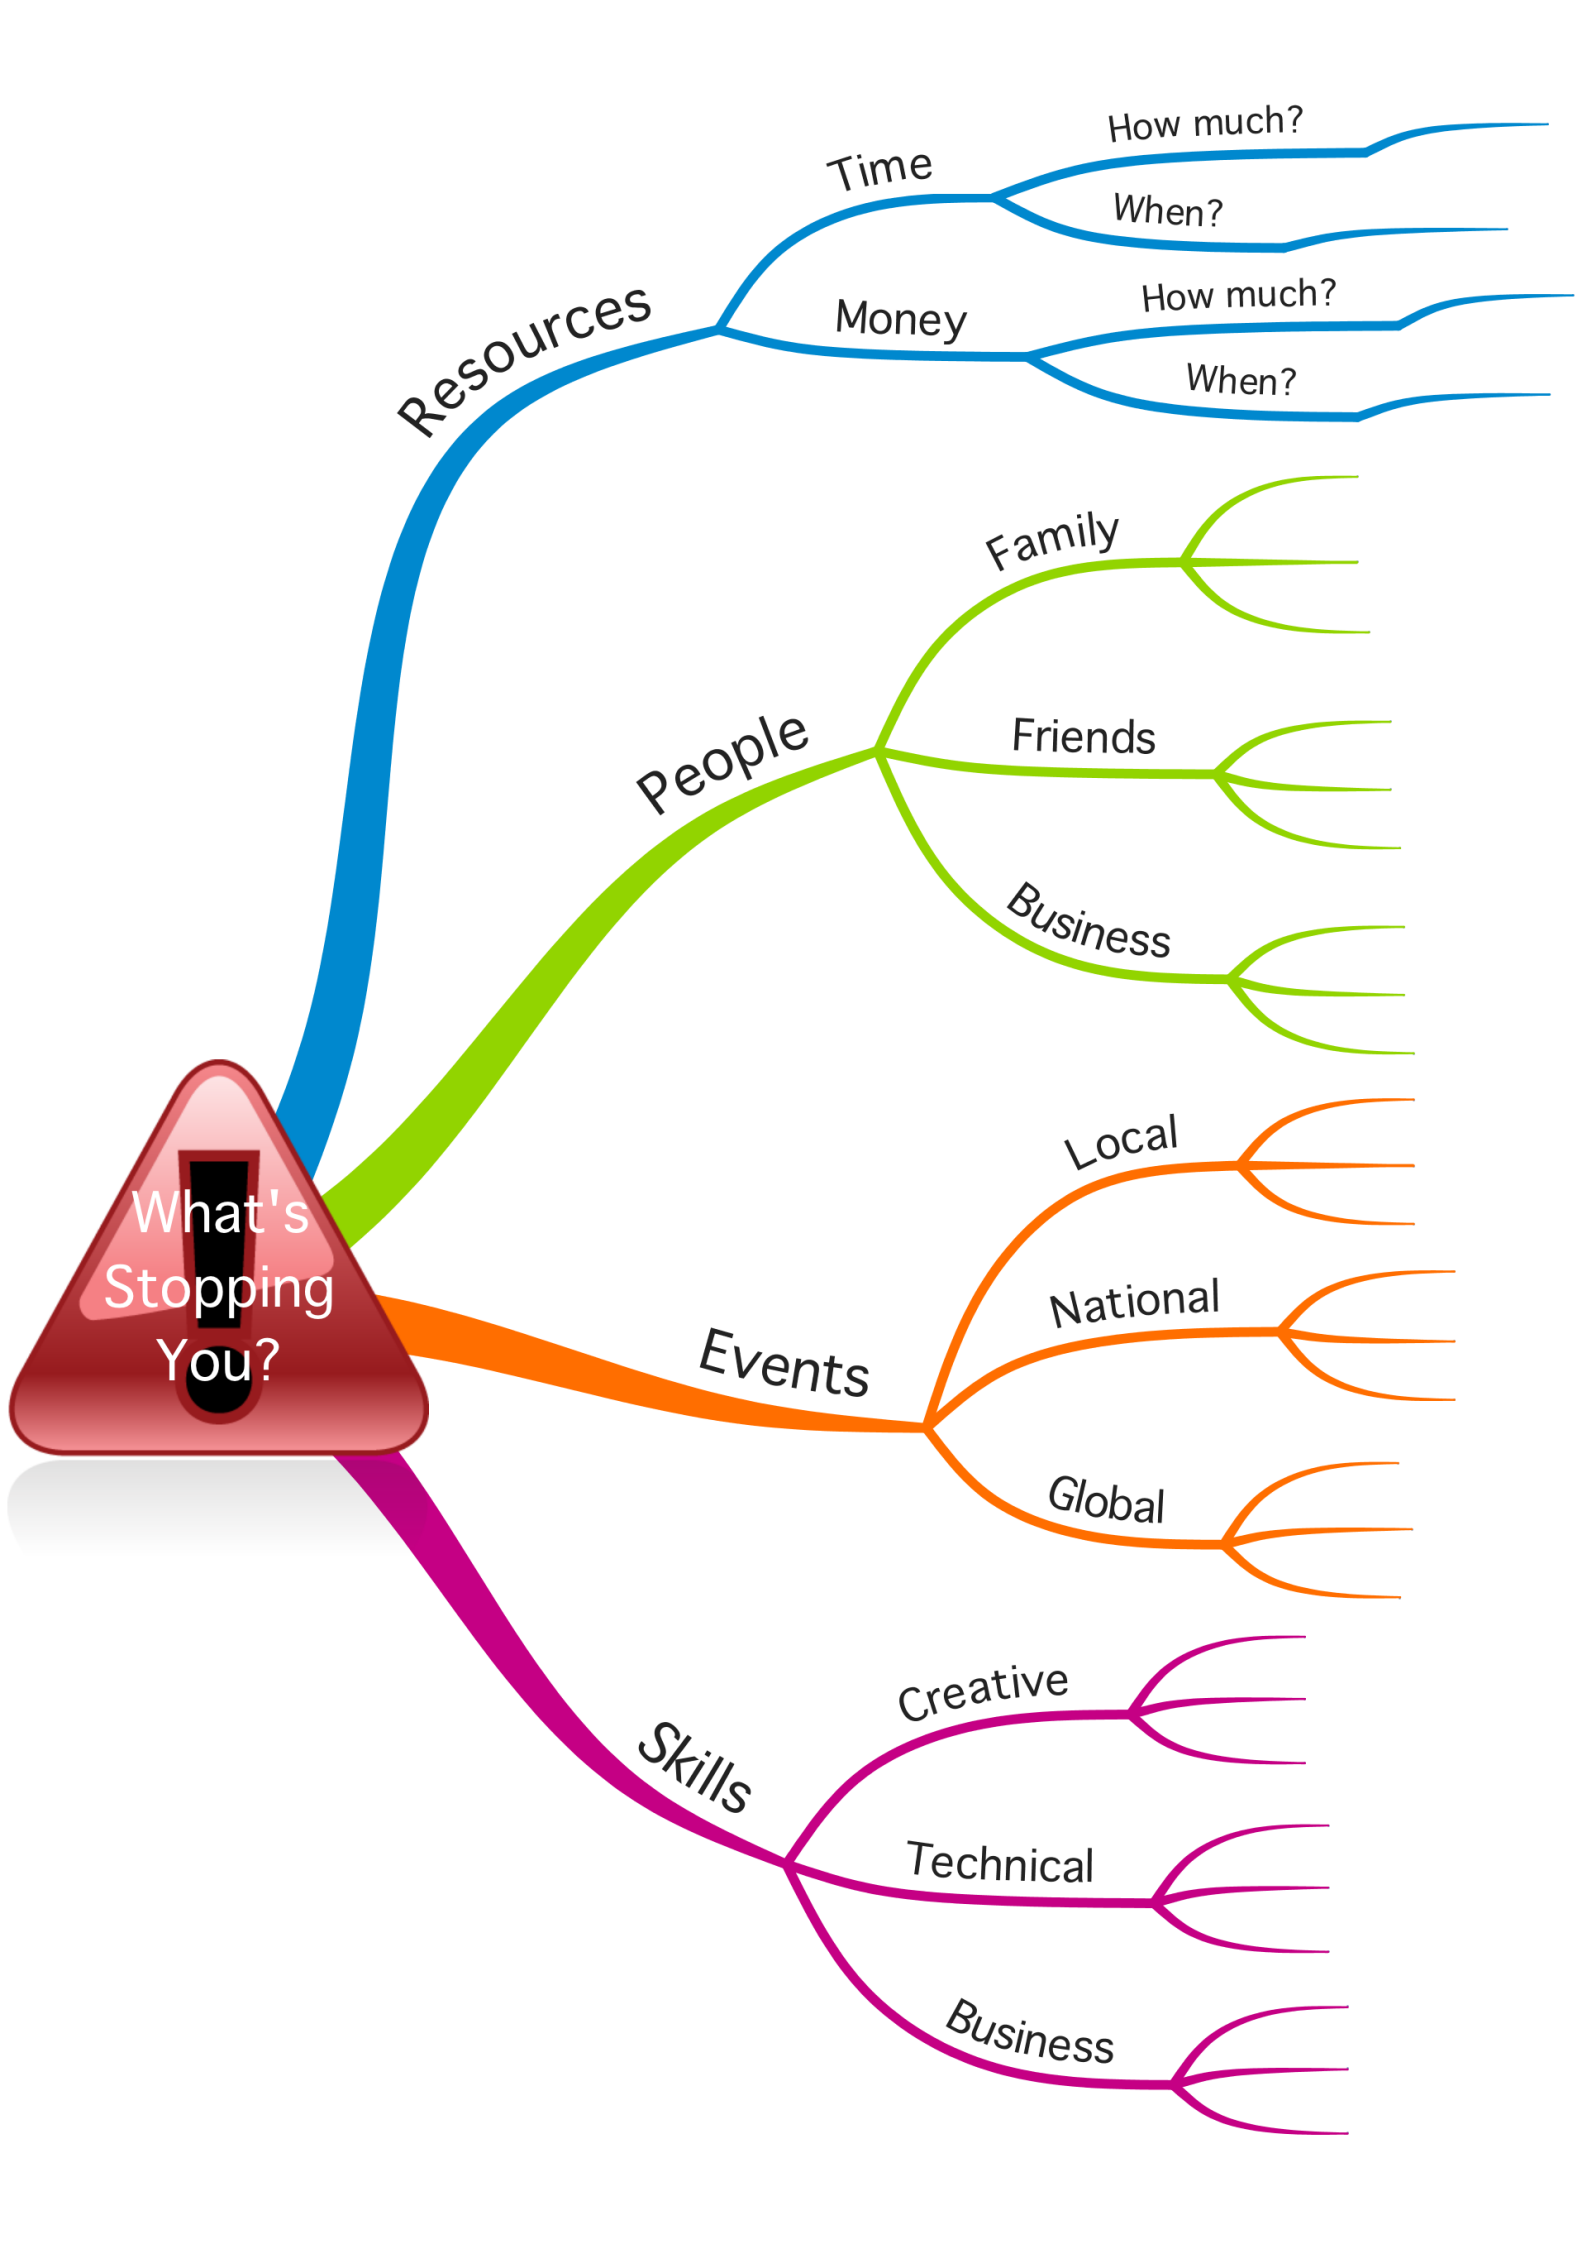 What's
Stopping
You?
Resources
Time
How much?
When?
Money
How much?
When?
People
Family
Friends
Business
Events
Local
National
Global
Skills
Creative
Technical
Business